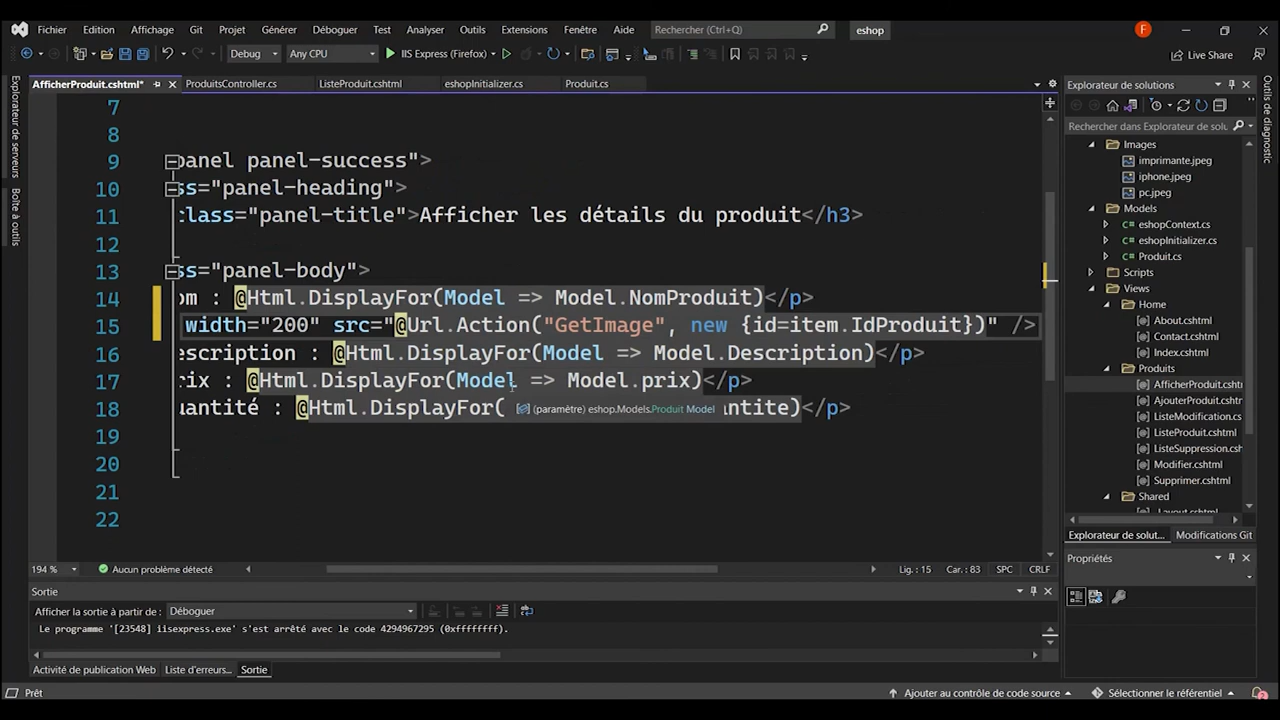 Fichier Edition Affichage Git Projet Générer Déboguer Test Analyser Outils Extensions Fenêtre Aide Rechercher (Ctrl+Q) eshop F
Debug Any CPU IIS Express (Firefox) Live Share
AfficherProduit.cshtml* ProduitsController.cs ListeProduit.cshtml eshopInitializer.cs Produit.cs
Explorateur de serveurs
Boîte à outils
7
8
9 panel panel-success">
10 ss="panel-heading">
11 class="panel-title">Afficher les détails du produit</h3>
12
13 ss="panel-body">
14 om : @Html.DisplayFor(Model => Model.NomProduit)</p>
15 width="200" src="@Url.Action("GetImage", new {id=item.IdProduit})" />
16 escription : @Html.DisplayFor(Model => Model.Description)</p>
17 rix : @Html.DisplayFor(Model => Model.prix)</p>
18 uantité : @Html.DisplayFor( (paramètre) eshop.Models.Produit Model antite)</p>
19
20
21
22
194 % Aucun problème détecté Lig. : 15 Car. : 83 SPC CRLF
Sortie
Afficher la sortie à partir de : Déboguer
Le programme '[23548] iisexpress.exe' s'est arrêté avec le code 4294967295 (0xffffffff).
Activité de publication Web Liste d'erreurs... Sortie
Prêt Ajouter au contrôle de code source Sélectionner le référentiel
Explorateur de solutions
Rechercher dans Explorateur de solu
Images
imprimante.jpeg
iphone.jpeg
pc.jpeg
Models
eshopContext.cs
eshopInitializer.cs
Produit.cs
Scripts
Views
Home
About.cshtml
Contact.cshtml
Index.cshtml
Produits
AfficherProduit.cshtı
AjouterProduit.cshtm
ListeModification.cs
ListeProduit.cshtml
ListeSuppression.csh
Modifier.cshtml
Supprimer.cshtml
Shared
Layout.cshtml
Explorateur de solut... Modifications Git
Propriétés
Outils de diagnostic